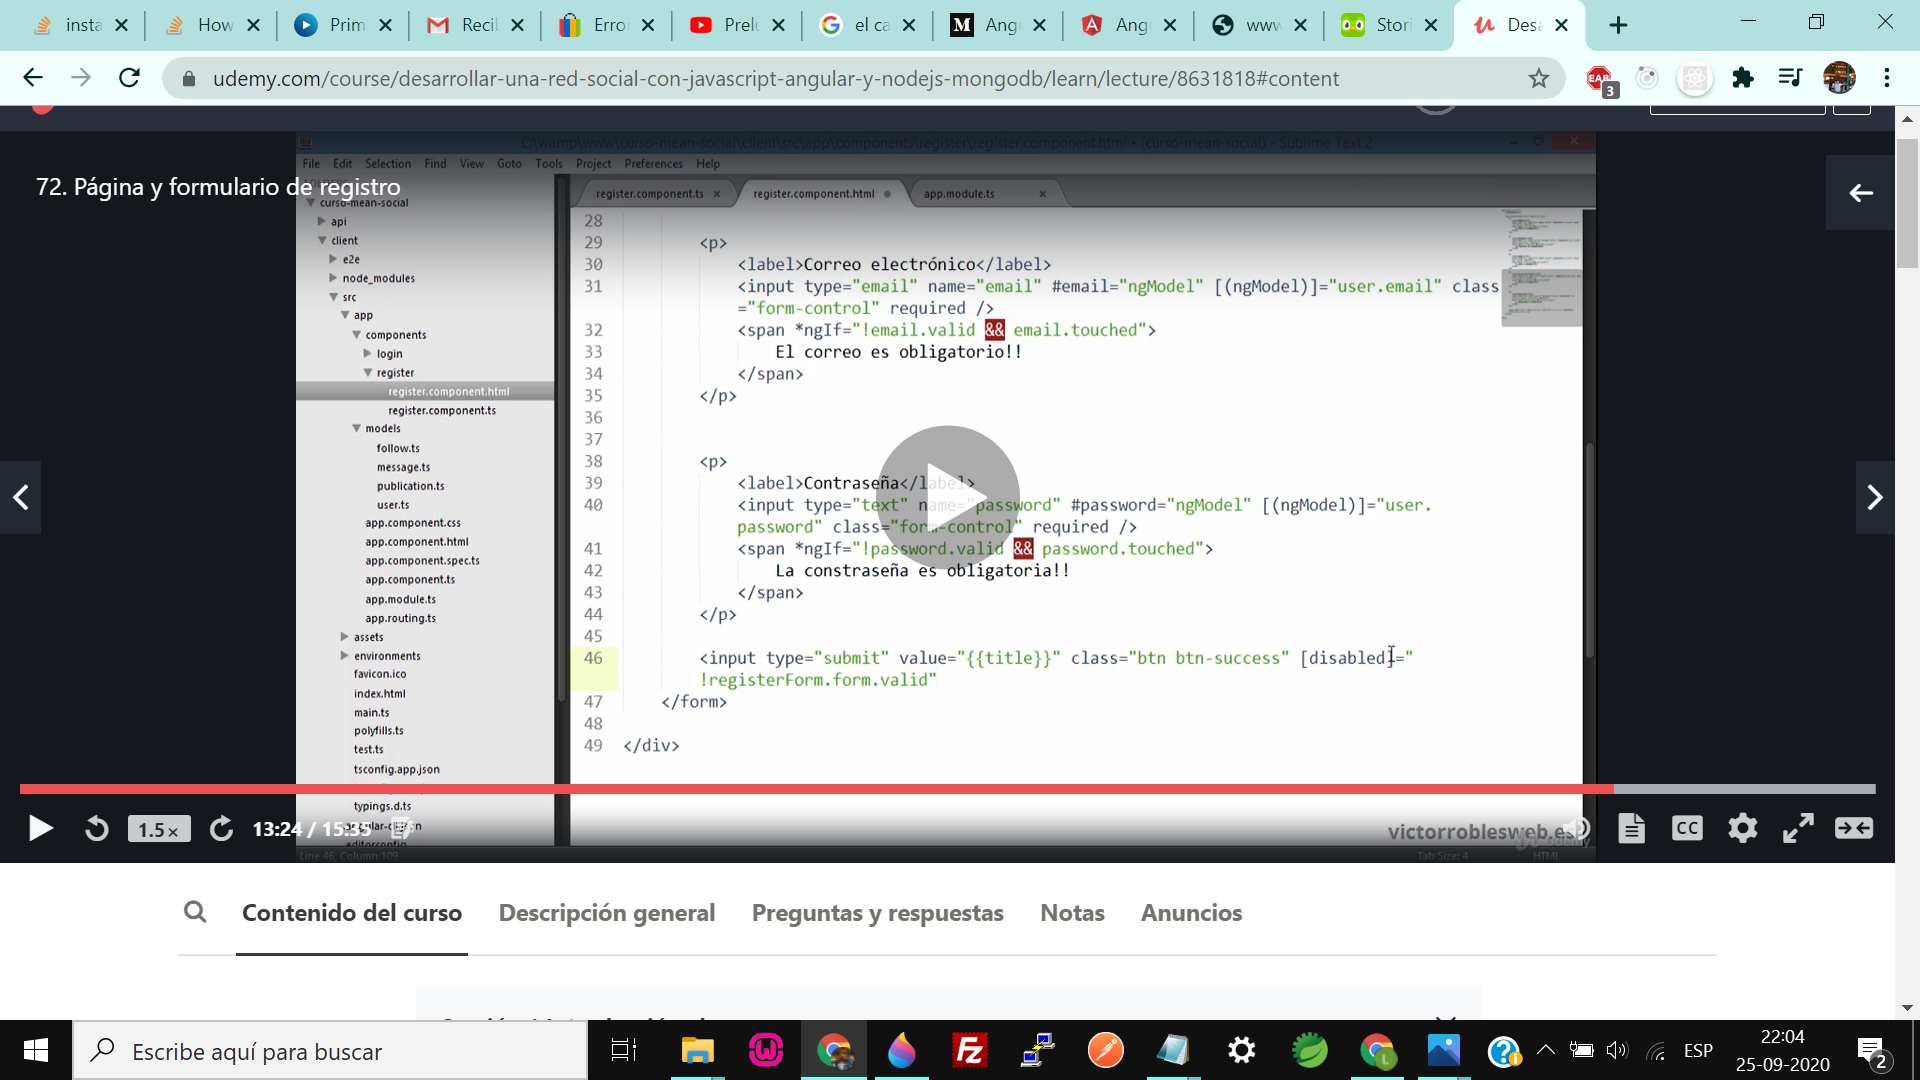 insta
How
Prim
Recil
Erro
Prel
el ca
Ang
Ang
www
Stori
Desa
udemy.com/course/desarrollar-una-red-social-con-javascript-angular-y-nodejs-mongodb/learn/lecture/8631818#content
3
C:\wamp\www\curso-mean-social\client\src\app\components\register\register.component.html • (curso-mean-social) - Sublime Text 2
File Edit Selection Find View Goto Tools Project Preferences Help
72. Página y formulario de registro
register.component.ts
register.component.html
app.module.ts
curso-mean-social
api
client
e2e
node_modules
src
app
components
login
register
register.component.html
register.component.ts
models
follow.ts
message.ts
publication.ts
user.ts
app.component.css
app.component.html
app.component.spec.ts
app.component.ts
app.module.ts
app.routing.ts
assets
environments
favicon.ico
index.html
main.ts
polyfills.ts
test.ts
tsconfig.app.json
typings.d.ts
28
29 <p>
30 <label>Correo electrónico</label>
31 <input type="email" name="email" #email="ngModel" [(ngModel)]="user.email" class
="form-control" required />
32 <span *ngIf="!email.valid && email.touched">
33 El correo es obligatorio!!
34 </span>
35 </p>
36
37
38 <p>
39 <label>Contraseña</label>
40 <input type="text" name="password" #password="ngModel" [(ngModel)]="user.
password" class="form-control" required />
41 <span *ngIf="!password.valid && password.touched">
42 La constraseña es obligatoria!!
43 </span>
44 </p>
45
46 <input type="submit" value="{{title}}" class="btn btn-success" [disabled]="
!registerForm.form.valid"
47 </form>
48
49 </div>
1.5×
13:24 / 15:35
victorroblesweb.es
udemy
CC
Line 46, Column 109
Tab Size: 4
HTML
Contenido del curso
Descripción general
Preguntas y respuestas
Notas
Anuncios
Escribe aquí para buscar
ESP
22:04
25-09-2020
2